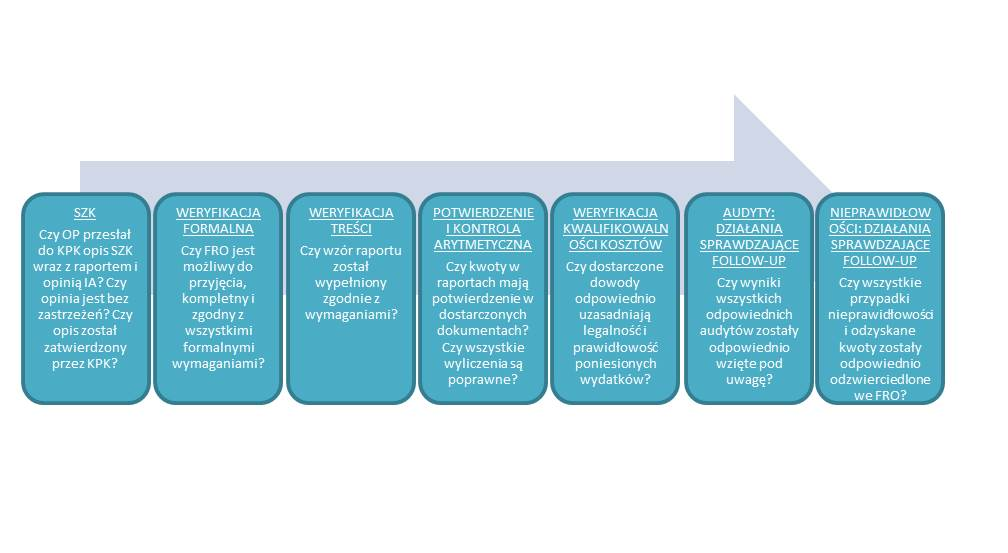 SZK
Czy OP przesłał
do KPK opis SZK
wraz z raportem i
opinią IA? Czy
opinia jest bez
zastrzeżeń? Czy
opis został
zatwierdzony
przez KPK?
WERYFIKACJA
FORMALNA
Czy FRO jest
możliwy do
przyjęcia,
kompletny i
zgodny z
wszystkimi
formalnymi
wymaganiami?
WERYFIKACJA
TREŚCI
Czy wzór raportu
został
wypełniony
zgodnie z
wymaganiami?
POTWIERDZENIE
I KONTROLA
ARYTMETYCZNA
Czy kwoty w
raportach mają
potwierdzenie w
dostarczonych
dokumentach?
Czy wszystkie
wyliczenia są
poprawne?
WERYFIKACJA
KWALIFIKOWALN
OŚCI KOSZTÓW
Czy dostarczone
dowody
odpowiednio
uzasadniają
legalność i
prawidłowość
poniesionych
wydatków?
AUDYTY:
DZIAŁANIA
SPRAWDZAJĄCE
FOLLOW-UP
Czy wyniki
wszystkich
odpowiednich
audytów zostały
odpowiednio
wzięte pod
uwagę?
NIEPRAWIDŁOW
OŚCI: DZIAŁANIA
SPRAWDZAJĄCE
FOLLOW-UP
Czy wszystkie
przypadki
nieprawidłowości
i odzyskane
kwoty zostały
odpowiednio
odzwierciedlone
we FRO?